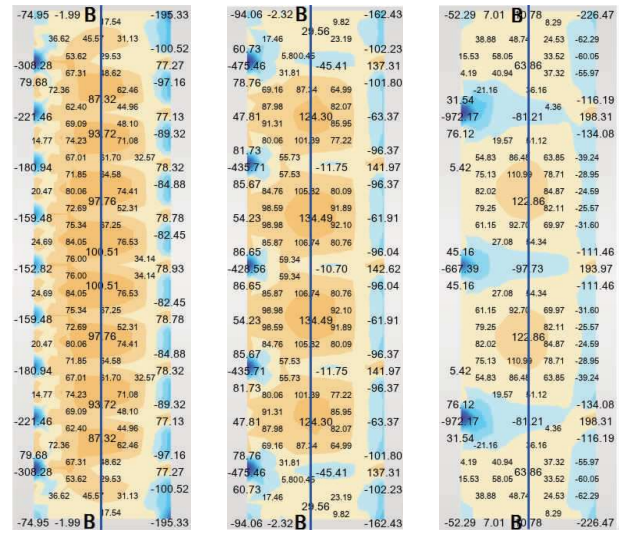 -74.95 -1.99 B -195.33
17.54
36.62 45.57 31.13
-100.52
53.62 29.53
-308.28 77.27
67.31 48.62
79.68 -97.16
72.36 62.46
87.32
62.40 44.96
-221.46 77.13
69.09 48.10
93.72 -89.32
14.77 74.23 71.08
67.01 61.70 32.57
-180.94 78.32
71.85 64.58
-84.88
20.47 80.06 74.41
97.76
72.69 52.31
-159.48 78.78
75.34 67.25
-82.45
24.69 84.05 76.53
100.51
76.00 34.14
-152.82 78.93
76.00 34.14
100.51
24.69 84.05 76.53
-82.45
75.34 67.25
-159.48 78.78
72.69 52.31
97.76
20.47 80.06 74.41
-84.88
71.85 64.58
-180.94 78.32
67.01 61.70 32.57
14.77 74.23 71.08
93.72 -89.32
69.09 48.10
-221.46 77.13
62.40 44.96
87.32
72.36 62.46
79.68 -97.16
67.31 48.62
-308.28 77.27
53.62 29.53
-100.52
36.62 45.57 31.13
17.54
-74.95 -1.99 B -195.33
-94.06 -2.32 B -162.43
9.82
29.56
17.46 23.19
60.73 -102.23
5.80 0.45
-475.46 -45.41 137.31
31.81
78.76 -101.80
69.16 87.34 64.99
87.98 82.07
47.81 124.30 -63.37
91.31 85.95
80.06 101.39 77.22
81.73 -96.37
55.73
-435.71 -11.75 141.97
57.53
85.67 -96.37
84.76 105.32 80.09
98.59 91.89
54.23 134.49 -61.91
98.98 92.10
85.87 106.74 80.76
86.65 -96.04
59.34
-428.56 -10.70 142.62
59.34
86.65 -96.04
85.87 106.74 80.76
98.98 92.10
54.23 134.49 -61.91
98.59 91.89
84.76 105.32 80.09
85.67 -96.37
57.53
-435.71 -11.75 141.97
55.73
81.73 -96.37
80.06 101.39 77.22
91.31 85.95
47.81 124.30 -63.37
87.98 82.07
69.16 87.34 64.99
78.76 -101.80
31.81
-475.46 -45.41 137.31
5.80 0.45
60.73 -102.23
17.46 23.19
29.56
9.82
-94.06 -2.32 B -162.43
-52.29 7.01 B 0.78 -226.47
8.29
38.88 48.74 24.53 -62.29
15.53 58.05 33.52 -60.05
63.86
4.19 40.94 37.32 -55.97
-21.16 36.16
31.54 -116.19
4.36
-972.17 -81.21 198.31
76.12 -134.08
19.57 51.12
54.83 86.48 63.85 -39.24
5.42
75.13 110.99 78.71 -28.95
82.02 84.87 -24.59
122.86
79.25 82.11 -25.57
61.15 92.70 69.97 -31.60
27.08 54.34
45.16 -111.46
-667.39 -97.73 193.97
45.16 -111.46
27.08 54.34
61.15 92.70 69.97 -31.60
79.25 82.11 -25.57
122.86
82.02 84.87 -24.59
75.13 110.99 78.71 -28.95
5.42
54.83 86.48 63.85 -39.24
19.57 51.12
76.12 -134.08
-972.17 -81.21 198.31
4.36
31.54 -116.19
-21.16 36.16
4.19 40.94 37.32 -55.97
63.86
15.53 58.05 33.52 -60.05
38.88 48.74 24.53 -62.29
8.29
-52.29 7.01 B 0.78 -226.47